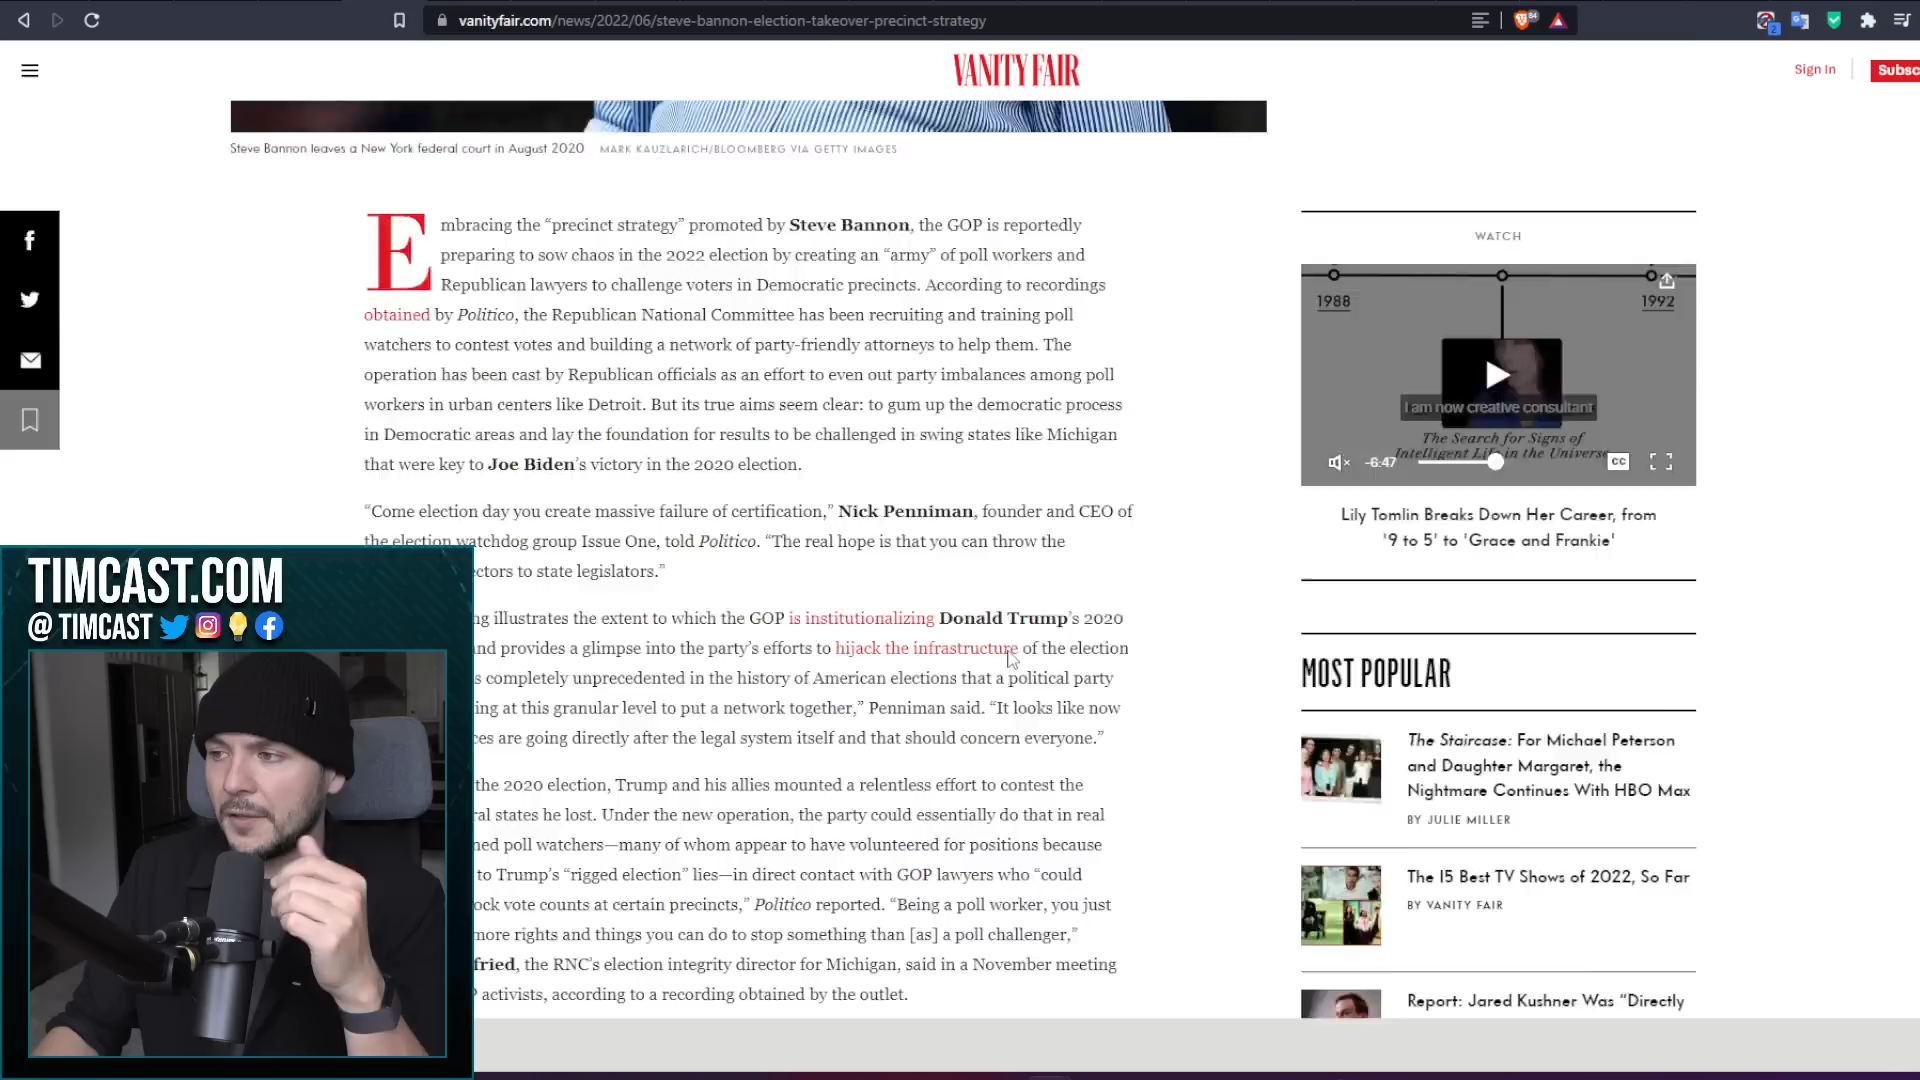 vanityfair.com/news/2022/06/steve-bannon-election-takeover-precinct-strategy
84
2
VANITY FAIR
Sign In
Subsc
Steve Bannon leaves a New York federal court in August 2020 MARK KAUZLARICH/BLOOMBERG VIA GETTY IMAGES
Embracing the “precinct strategy” promoted by Steve Bannon, the GOP is reportedly
preparing to sow chaos in the 2022 election by creating an “army” of poll workers and
Republican lawyers to challenge voters in Democratic precincts. According to recordings
obtained by Politico, the Republican National Committee has been recruiting and training poll
watchers to contest votes and building a network of party-friendly attorneys to help them. The
operation has been cast by Republican officials as an effort to even out party imbalances among poll
workers in urban centers like Detroit. But its true aims seem clear: to gum up the democratic process
in Democratic areas and lay the foundation for results to be challenged in swing states like Michigan
that were key to Joe Biden’s victory in the 2020 election.
“Come election day you create massive failure of certification,” Nick Penniman, founder and CEO of
the election watchdog group Issue One, told Politico. “The real hope is that you can throw the
ctors to state legislators.”
ng illustrates the extent to which the GOP is institutionalizing Donald Trump’s 2020
nd provides a glimpse into the party’s efforts to hijack the infrastructure of the election
s completely unprecedented in the history of American elections that a political party
ing at this granular level to put a network together,” Penniman said. “It looks like now
ces are going directly after the legal system itself and that should concern everyone.”
the 2020 election, Trump and his allies mounted a relentless effort to contest the
ral states he lost. Under the new operation, the party could essentially do that in real
ned poll watchers—many of whom appear to have volunteered for positions because
to Trump’s “rigged election” lies—in direct contact with GOP lawyers who “could
ock vote counts at certain precincts,” Politico reported. “Being a poll worker, you just
more rights and things you can do to stop something than [as] a poll challenger,”
fried, the RNC’s election integrity director for Michigan, said in a November meeting
P activists, according to a recording obtained by the outlet.
WATCH
1988
1992
I am now creative consultant
The Search for Signs of
Intelligent Life in the Universe
-6:47
CC
Lily Tomlin Breaks Down Her Career, from
'9 to 5' to 'Grace and Frankie'
MOST POPULAR
The Staircase: For Michael Peterson
and Daughter Margaret, the
Nightmare Continues With HBO Max
BY JULIE MILLER
The 15 Best TV Shows of 2022, So Far
BY VANITY FAIR
Report: Jared Kushner Was “Directly
TIMCAST.COM
@ TIMCAST